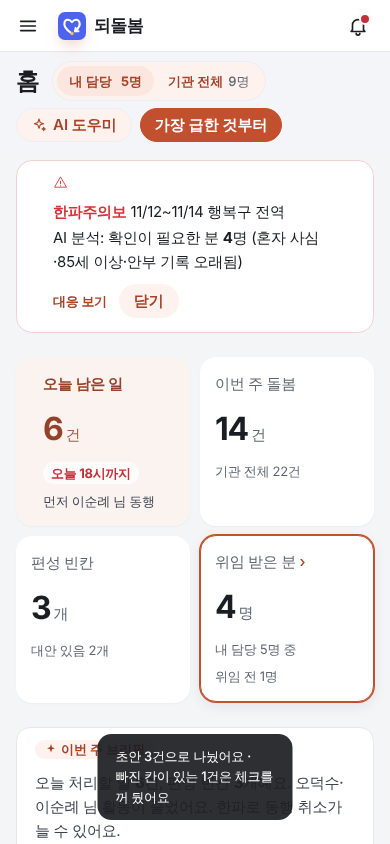 되돌봄
홈 내 담당 5명 기관 전체 9명
AI 도우미 가장 급한 것부터
한파주의보 11/12~11/14 행복구 전역
AI 분석: 확인이 필요한 분 4명 (혼자 사심
·85세 이상·안부 기록 오래됨)
대응 보기 닫기
오늘 남은 일
6건
오늘 18시까지
먼저 이순례 님 동행
이번 주 돌봄
14건
기관 전체 22건
편성 빈칸
3개
대안 있음 2개
위임 받은 분 ›
4명
내 담당 5명 중
위임 전 1명
이번 주
오늘 처리 오덕수·
이순례 님 취소가
늘 수 있어요.
초안 3건으로 나눴어요 ·
빠진 칸이 있는 1건은 체크를
꺼 뒀어요